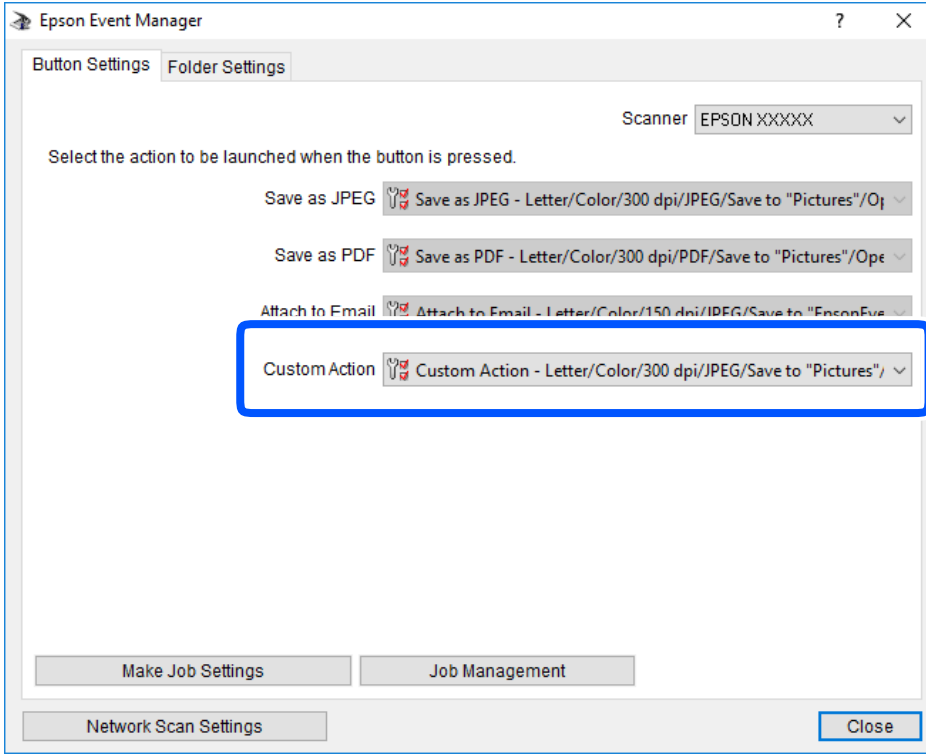 Epson Event Manager
Button Settings
Folder Settings
Scanner EPSON XXXXX
Select the action to be launched when the button is pressed.
Save as JPEG Save as JPEG - Letter/Color/300 dpi/JPEG/Save to "Pictures"/Op
Save as PDF Save as PDF - Letter/Color/300 dpi/PDF/Save to "Pictures"/Ope
Attach to Email Attach to Email - Letter/Color/150 dpi/JPEG/Save to "EpsonEve
Custom Action Custom Action - Letter/Color/300 dpi/JPEG/Save to "Pictures"/
Make Job Settings
Job Management
Network Scan Settings
Close